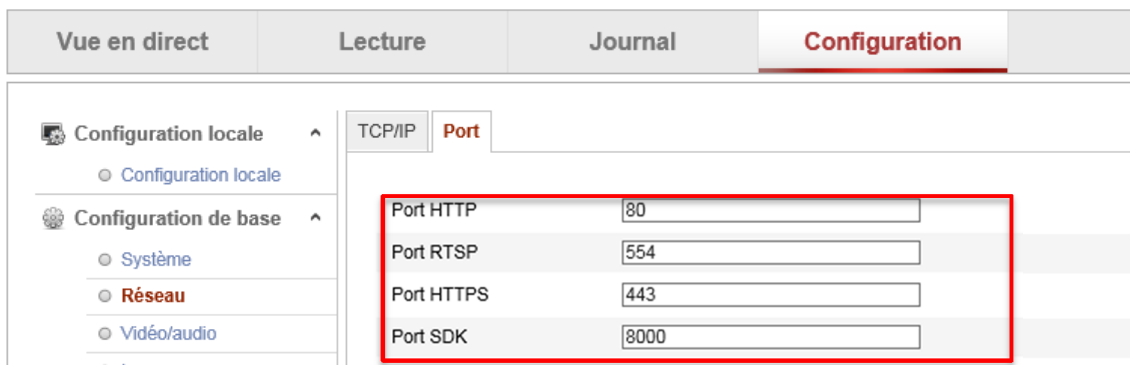 Vue en direct Lecture Journal Configuration
Configuration locale
Configuration locale
Configuration de base
Système
Réseau
Vidéo/audio
TCP/IP Port
Port HTTP 80
Port RTSP 554
Port HTTPS 443
Port SDK 8000